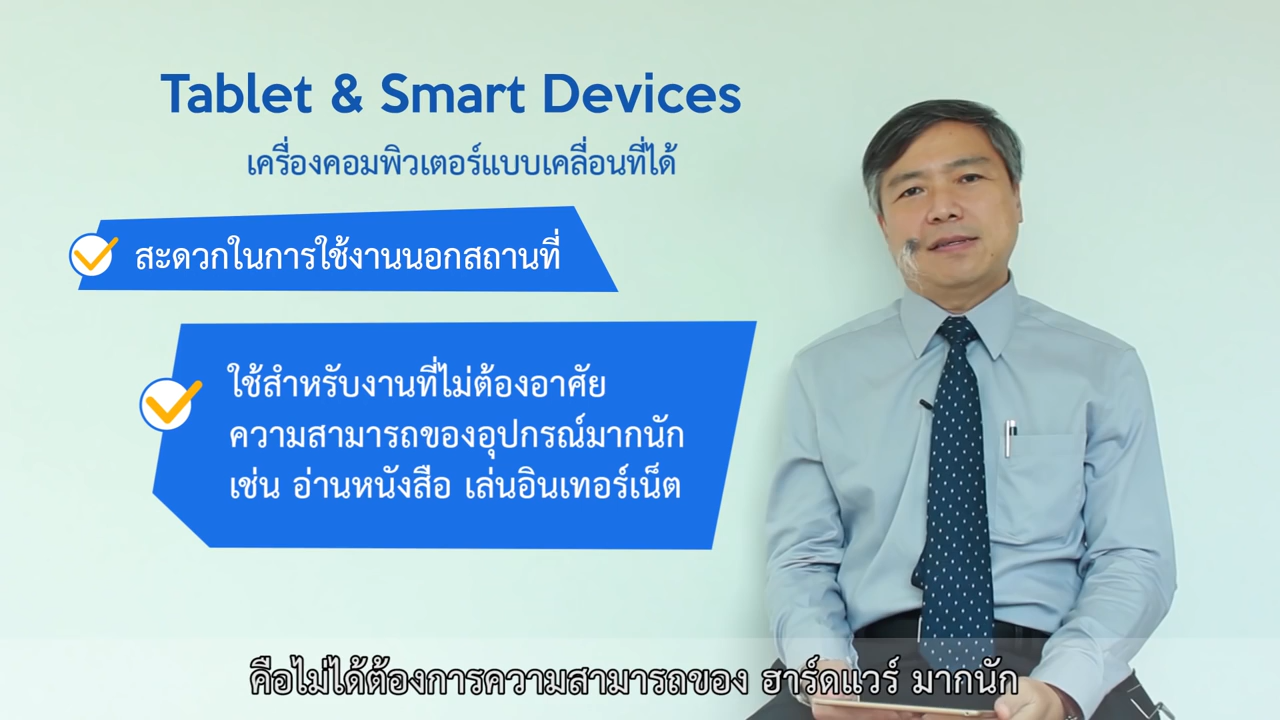 Tablet & Smart Devices
เครื่องคอมพิวเตอร์แบบเคลื่อนที่ได้
สะดวกในการใช้งานนอกสถานที่
ใช้สำหรับงานที่ไม่ต้องอาศัย
ความสามารถของอุปกรณ์มากนัก
เช่น อ่านหนังสือ เล่นอินเทอร์เน็ต
คือไม่ได้ต้องการความสามารถของ ฮาร์ดแวร์ มากนัก